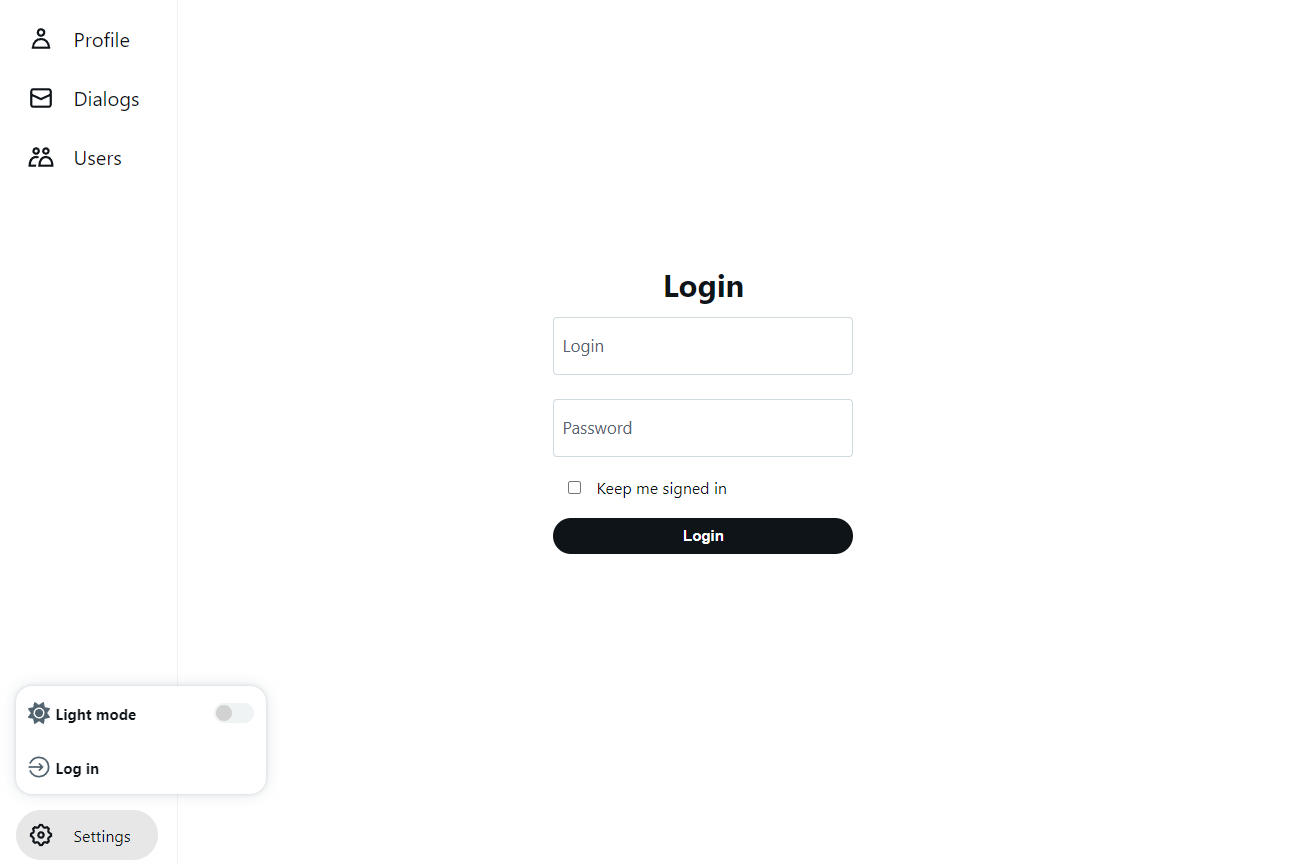 Profile
Dialogs
Users
Login
Login
Password
Keep me signed in
Login
Light mode
Log in
Settings